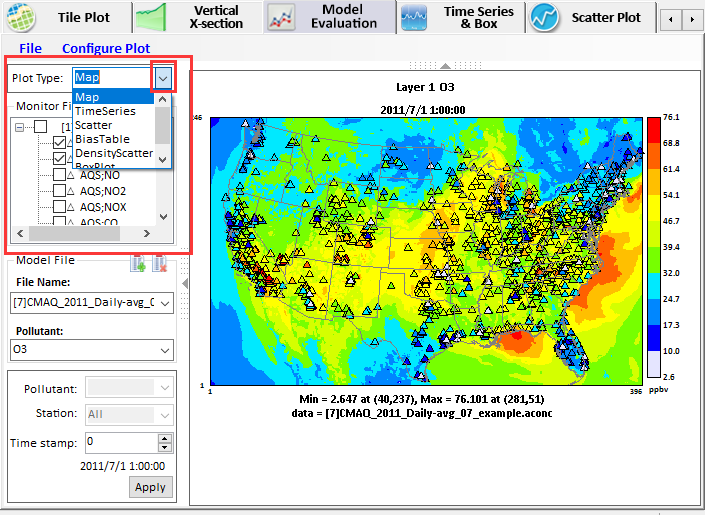 Tile Plot
Vertical
X-section
Model
Evaluation
Time Series
& Box
Scatter Plot
File
Configure Plot
Plot Type:
Map
Map
TimeSeries
Scatter
BiasTable
DensityScatter
BoxPlot
Monitor Fi
[1]
AQS;NO
AQS;NO2
AQS;NOX
AQS;CO
Model File
File Name:
[7]CMAQ_2011_Daily-avg_0
Pollutant:
O3
Pollutant:
Station:
All
Time stamp:
0
2011/7/1 1:00:00
Apply
Layer 1 O3
2011/7/1 1:00:00
46
1
1
396
76.1
68.8
61.4
54.1
46.7
39.4
32.0
24.7
17.3
10.0
2.6
ppbv
Min = 2.647 at (40,237), Max = 76.101 at (281,51)
data = [7]CMAQ_2011_Daily-avg_07_example.aconc